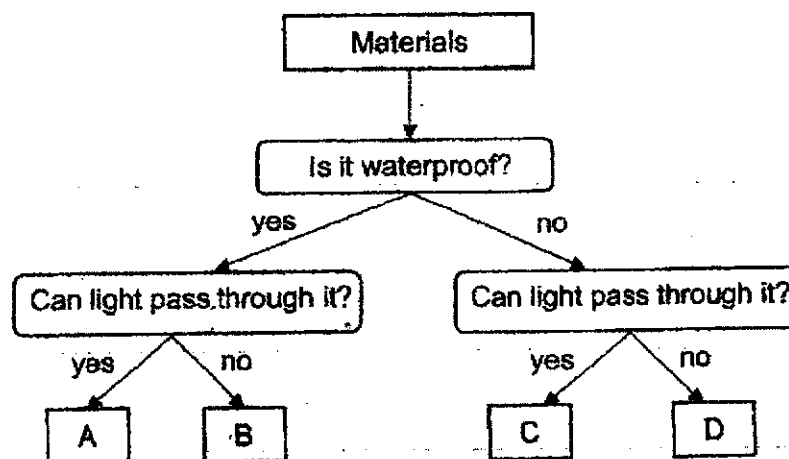 Materials
Is it waterproof?
yes
no
Can light pass through it?
Can light pass through it?
yes
no
yes
no
A
B
C
D